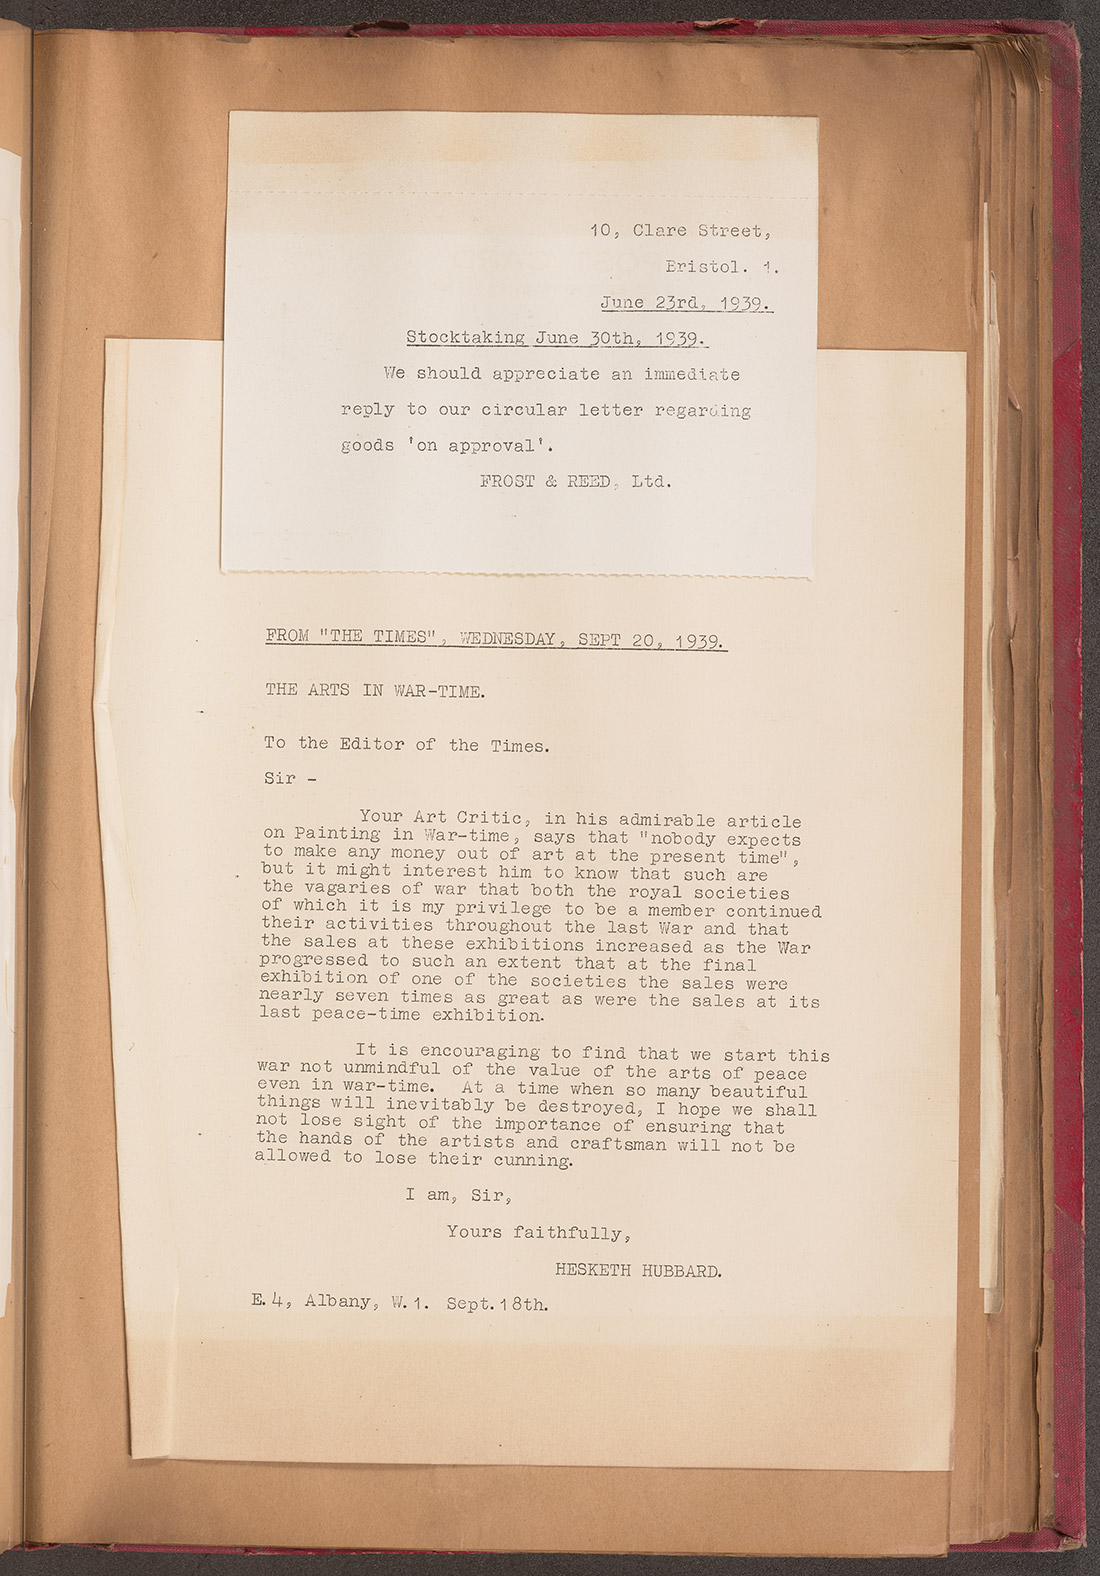 10, Clare Street,
Bristol. 1.
June 23rd, 1939.
Stocktaking June 30th, 1939.
We should appreciate an immediate
reply to our circular letter regarding
goods 'on approval'.
FROST & REED, Ltd.
FROM "THE TIMES", WEDNESDAY, SEPT 20, 1939.
THE ARTS IN WAR-TIME.
To the Editor of the Times.
Sir -
Your Art Critic, in his admirable article
on Painting in War-time, says that "nobody expects
to make any money out of art at the present time",
but it might interest him to know that such are
the vagaries of war that both the royal societies
of which it is my privilege to be a member continued
their activities throughout the last War and that
the sales at these exhibitions increased as the War
progressed to such an extent that at the final
exhibition of one of the societies the sales were
nearly seven times as great as were the sales at its
last peace-time exhibition.
It is encouraging to find that we start this
war not unmindful of the value of the arts of peace
even in war-time. At a time when so many beautiful
things will inevitably be destroyed, I hope we shall
not lose sight of the importance of ensuring that
the hands of the artists and craftsman will not be
allowed to lose their cunning.
I am, Sir,
Yours faithfully,
HESKETH HUBBARD.
E.4, Albany, W.1. Sept.18th.